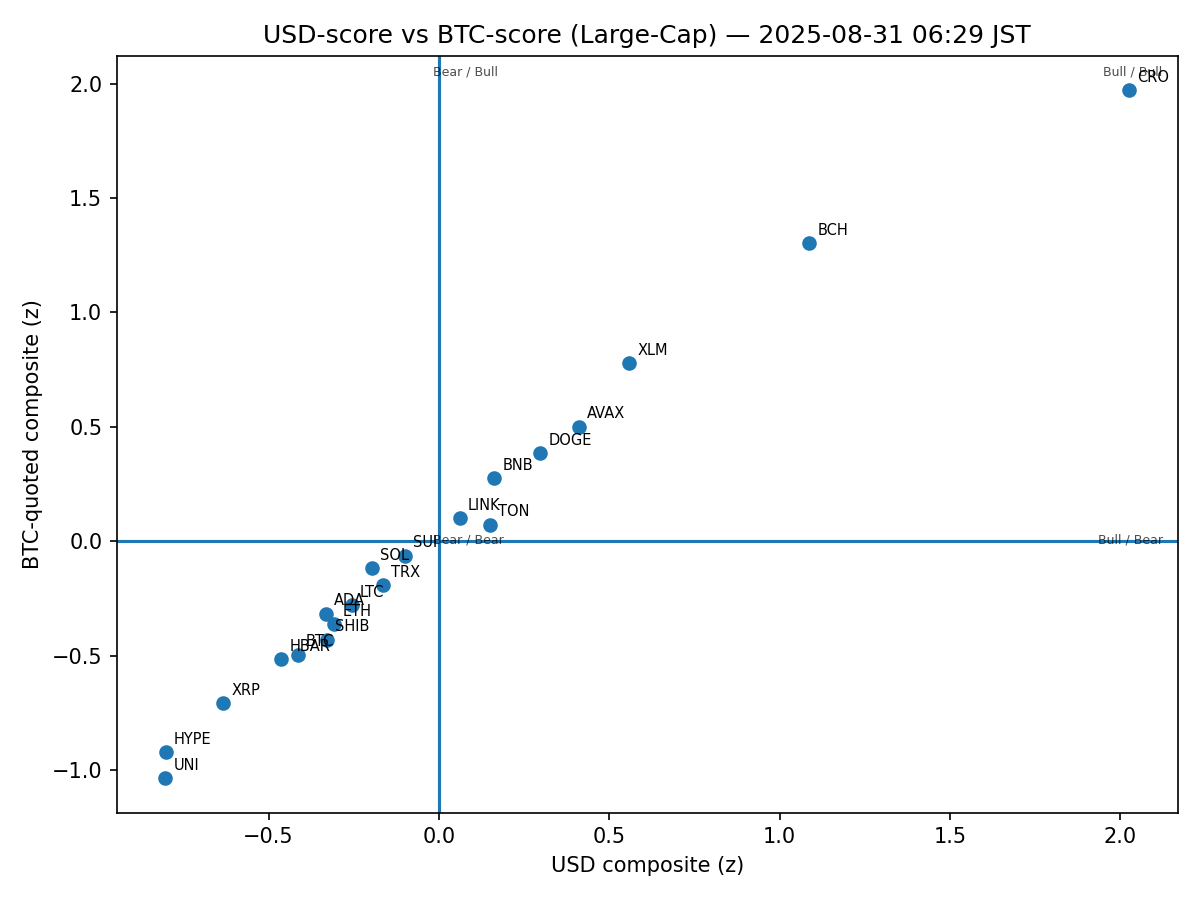 USD-score vs BTC-score (Large-Cap) — 2025-08-31 06:29 JST
Bear / Bull
Bull / Bull
CRO
BCH
XLM
AVAX
DOGE
BNB
LINK
TON
SUI
Bear / Bear
Bull / Bear
SOL
TRX
LTC
ADA
ETH
SHIB
BTC
HBAR
XRP
HYPE
UNI
2.0
1.5
1.0
0.5
0.0
−0.5
−1.0
−0.5
0.0
0.5
1.0
1.5
2.0
BTC-quoted composite (z)
USD composite (z)